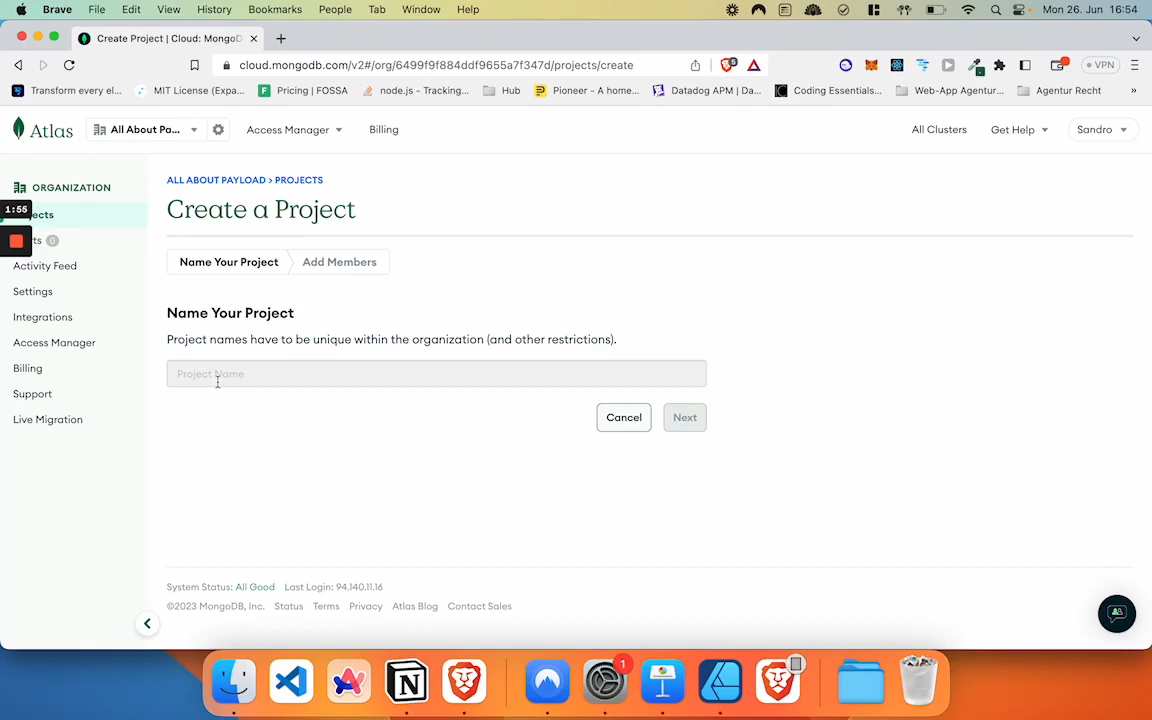 Brave File Edit View History Bookmarks People Tab Window Help Mon 26. Jun 16:54
Create Project | Cloud: MongoD
cloud.mongodb.com/v2#/org/6499f9f884ddf9655a7f347d/projects/create
VPN
Transform every el... MIT License (Expa... Pricing | FOSSA node.js - Tracking... Hub Pioneer - A home... Datadog APM | Da... Coding Essentials... Web-App Agentur... Agentur Recht »
Atlas All About Pa... Access Manager Billing All Clusters Get Help Sandro
ORGANIZATION
1:55
ects
ts 0
Activity Feed
Settings
Integrations
Access Manager
Billing
Support
Live Migration
ALL ABOUT PAYLOAD > PROJECTS
Create a Project
Name Your Project Add Members
Name Your Project
Project names have to be unique within the organization (and other restrictions).
Project Name
Cancel Next
System Status: All Good Last Login: 94.140.11.16
©2023 MongoDB, Inc. Status Terms Privacy Atlas Blog Contact Sales
1